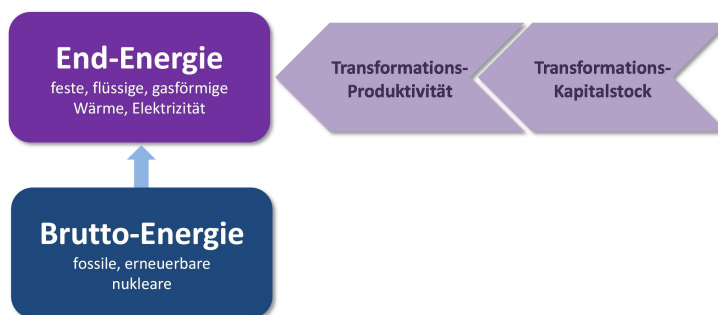 End-Energie
feste, flüssige, gasförmige
Wärme, Elektrizität
Transformations-
Produktivität
Transformations-
Kapitalstock
Brutto-Energie
fossile, erneuerbare
nukleare